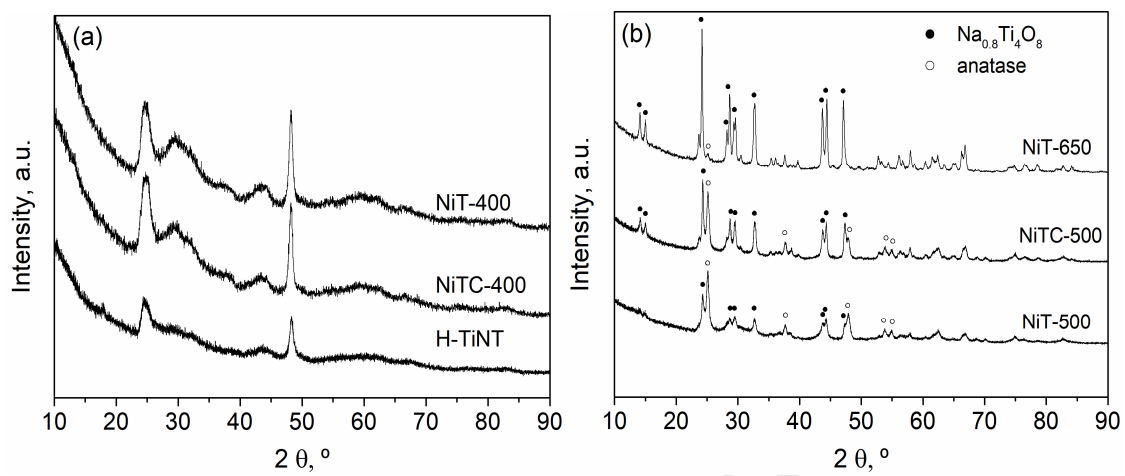 (a)
NiT-400
NiTC-400
H-TiNT
Intensity, a.u.
10 20 30 40 50 60 70 80 90
2 θ, º
(b)
● Na0.8Ti4O8
○ anatase
NiT-650
NiTC-500
NiT-500
Intensity, a.u.
10 20 30 40 50 60 70 80 90
2 θ, º